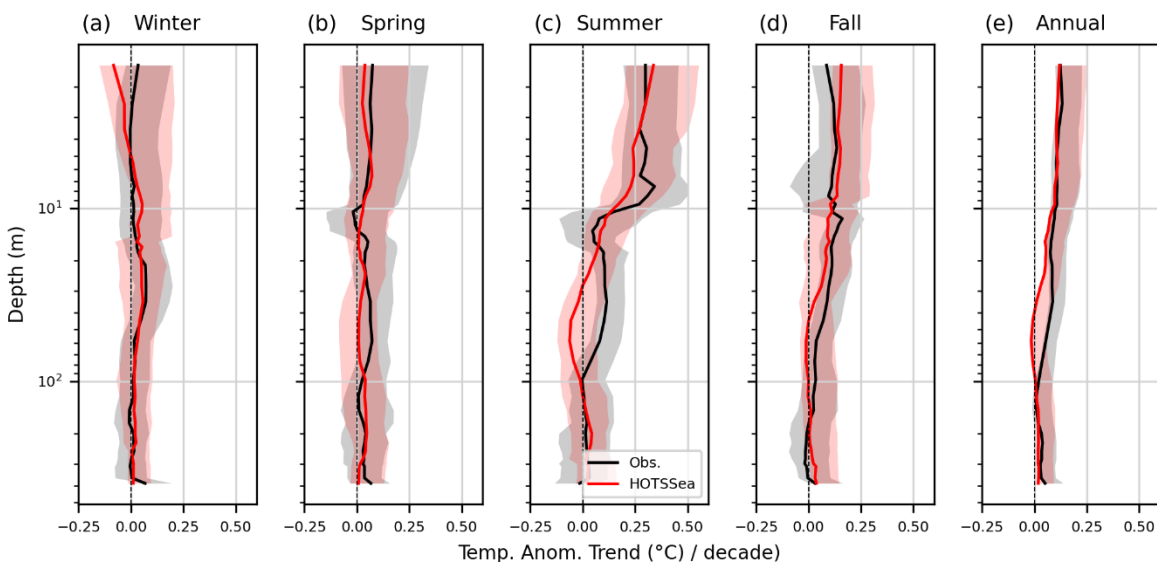 (a) Winter
(b) Spring
(c) Summer
(d) Fall
(e) Annual
Depth (m)
10¹
10²
Obs.
HOTSSea
−0.25 0.00 0.25 0.50
−0.25 0.00 0.25 0.50
−0.25 0.00 0.25 0.50
−0.25 0.00 0.25 0.50
−0.25 0.00 0.25 0.50
Temp. Anom. Trend (°C) / decade)